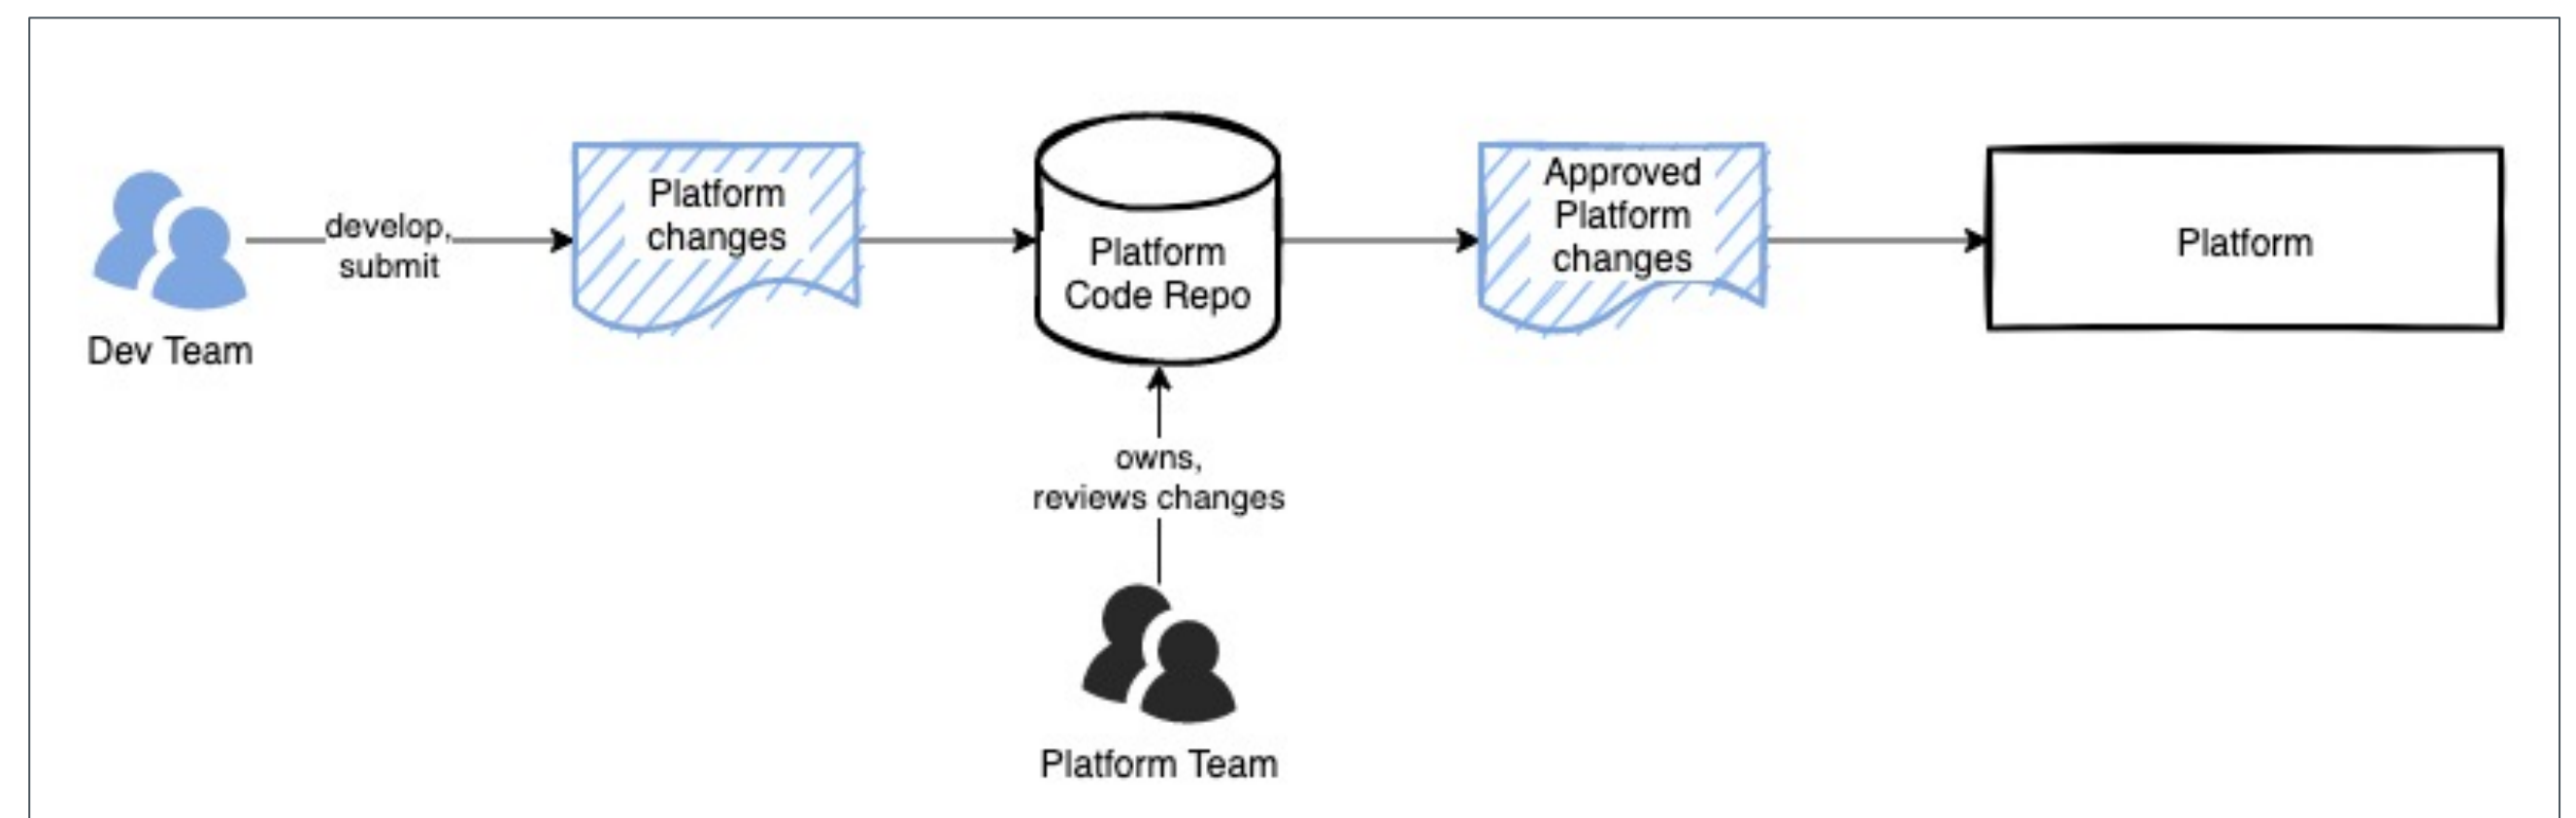 develop,
submit
Dev Team
Platform
changes
Platform
Code Repo
Approved
Platform
changes
Platform
owns,
reviews changes
Platform Team